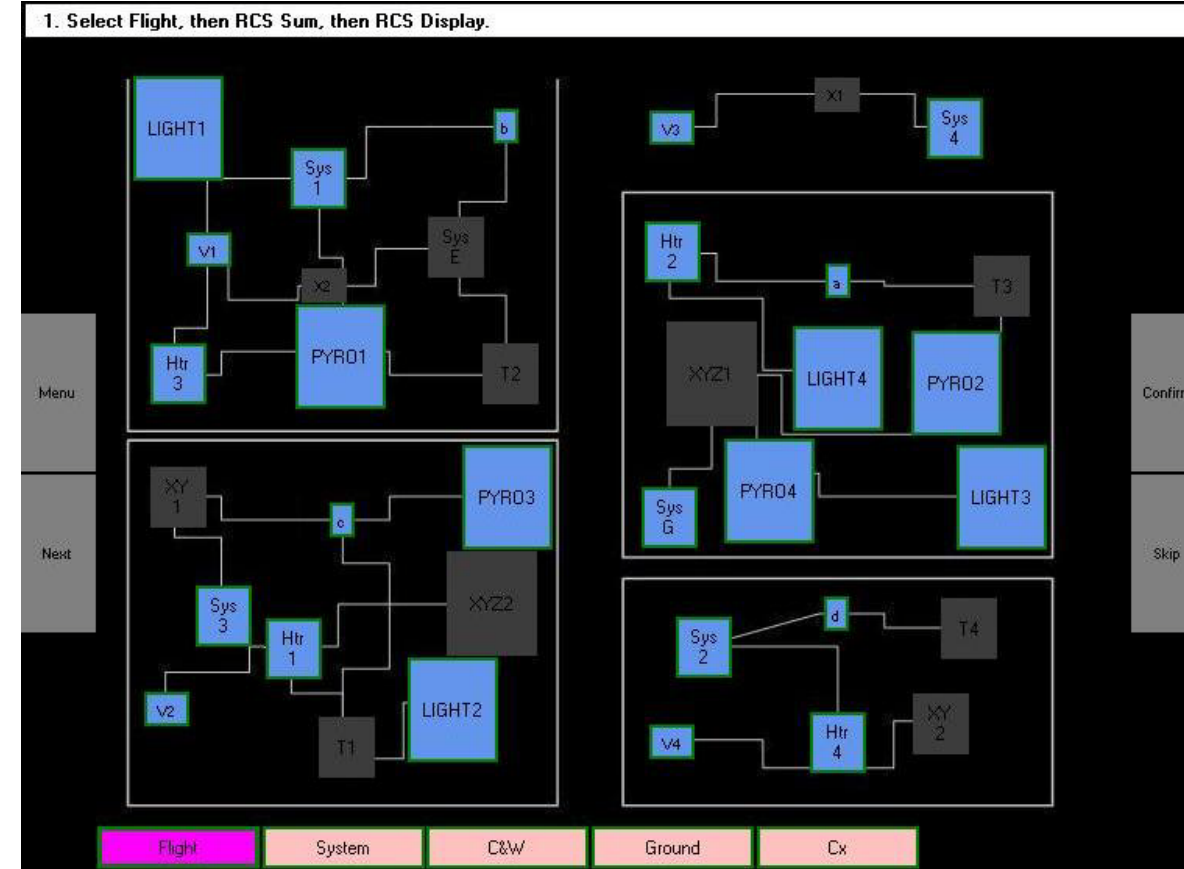 1. Select Flight, then RCS Sum, then RCS Display.
LIGHT1
Sys
1
b
V1
Sys
E
X2
Htr
3
PYRO1
T2
X1
V3
Sys
4
Htr
2
a
T3
XYZ1
LIGHT4
PYRO2
Sys
G
PYRO4
LIGHT3
Menu
Next
Confirm
Skip
XY
1
c
PYRO3
Sys
3
Htr
1
XYZ2
V2
T1
LIGHT2
Sys
2
d
T4
V4
Htr
4
XY
2
Flight
System
C&W
Ground
Cx